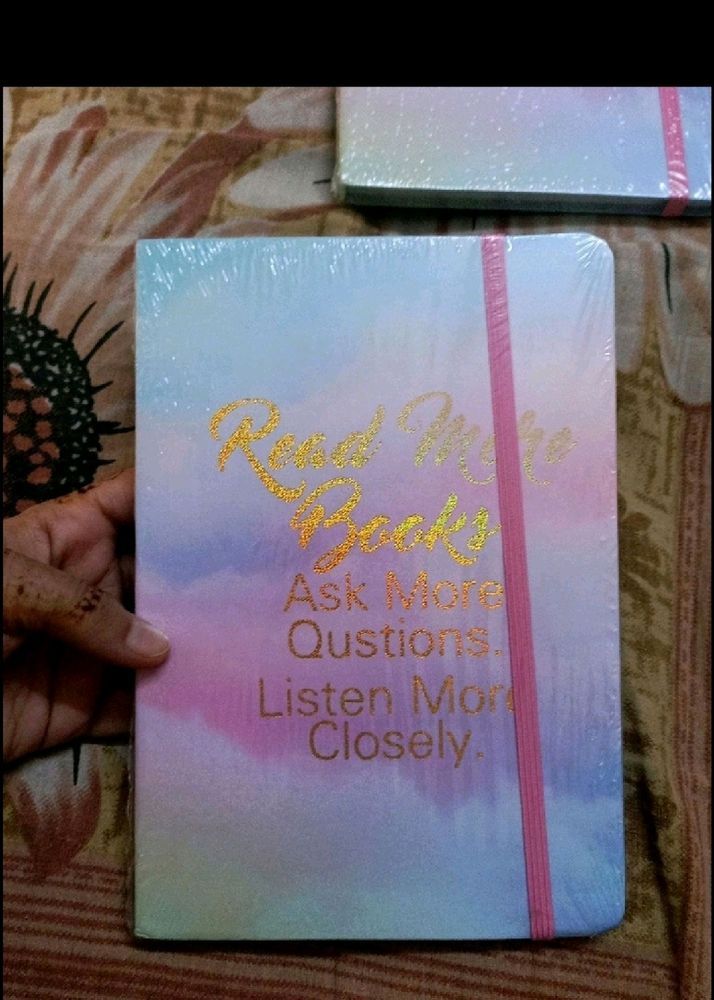 Read More
Books
Ask More
Qustions.
Listen More
Closely.